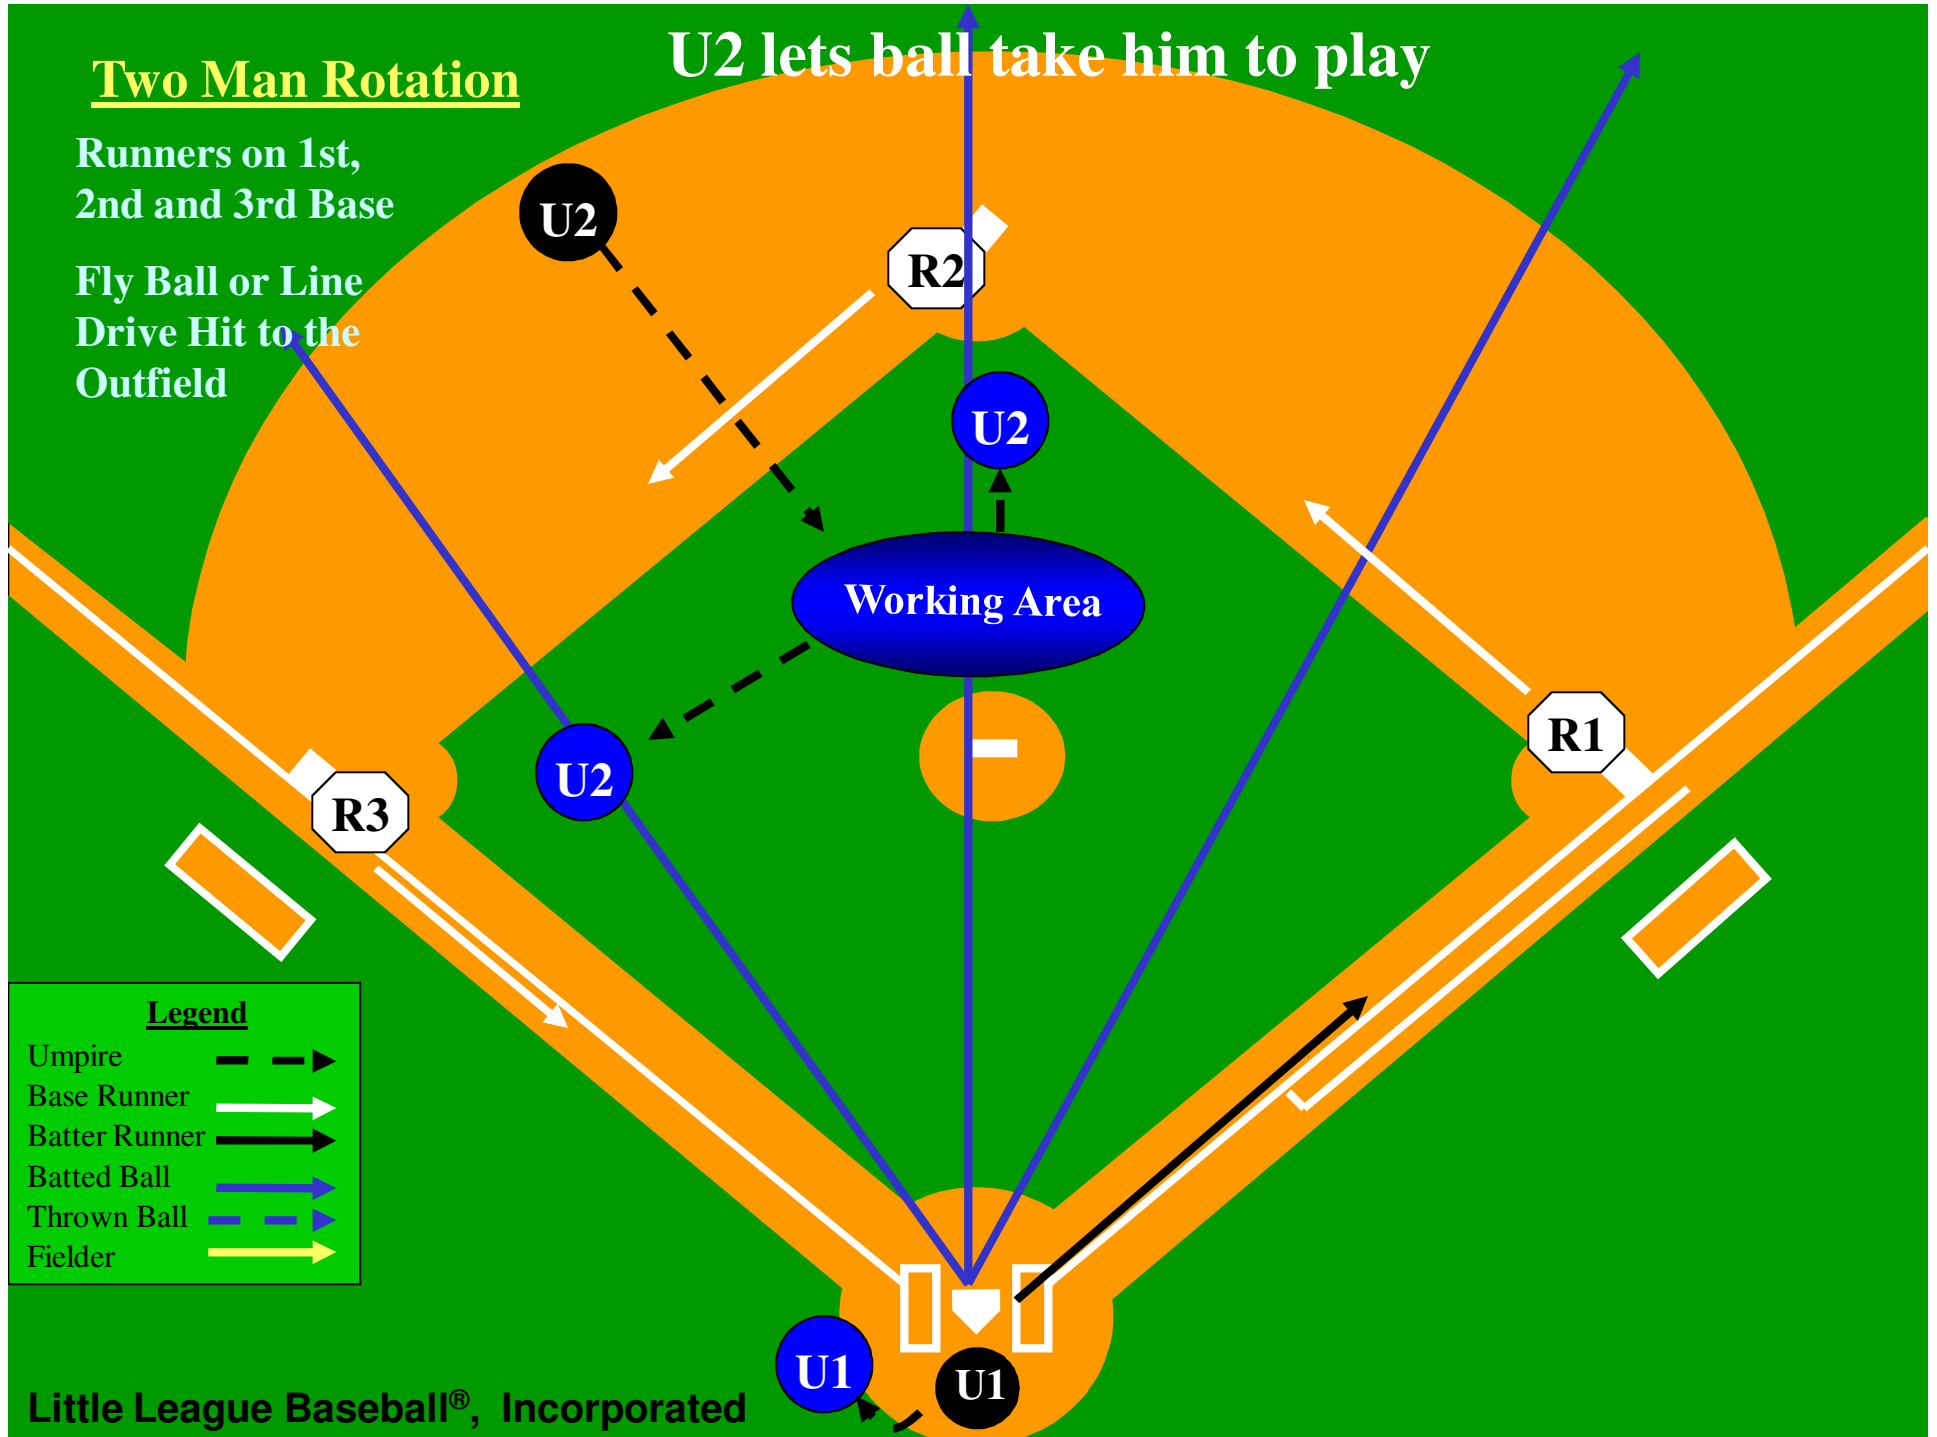 U2 lets ball take him to play
Two Man Rotation
Runners on 1st,
2nd and 3rd Base
Fly Ball or Line
Drive Hit to the
Outfield
U2
R2
U2
Working Area
U2
R1
R3
Legend
Umpire
Base Runner
Batter Runner
Batted Ball
Thrown Ball
Fielder
U1
U1
Little League Baseball®, Incorporated